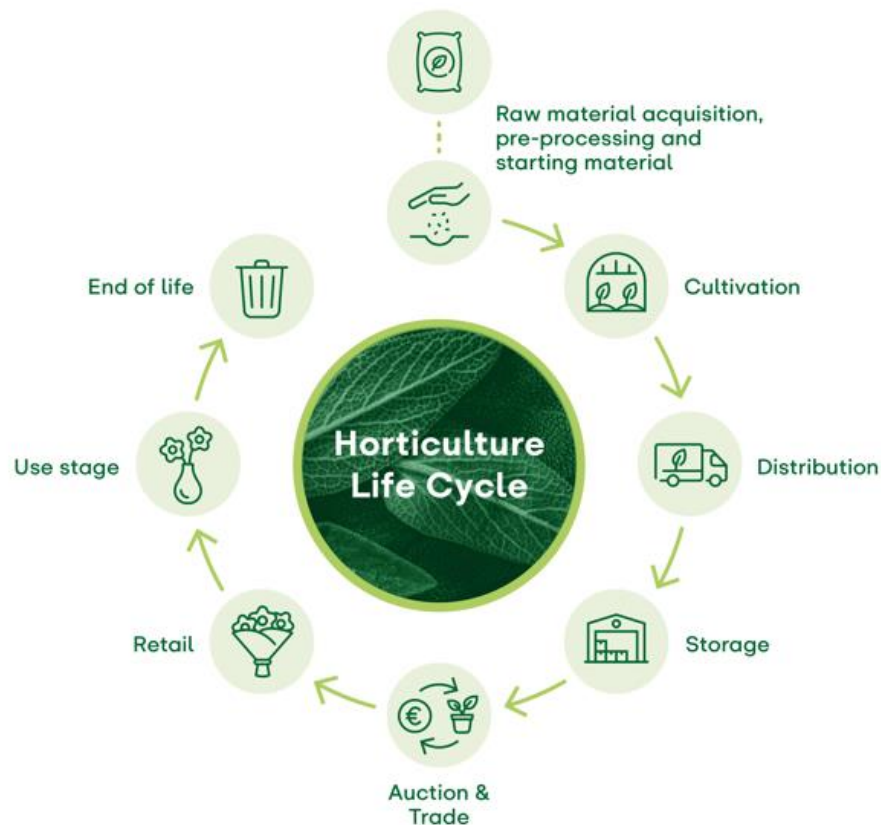 Raw material acquisition,
pre-processing and
starting material
Cultivation
Distribution
Storage
Auction &
Trade
Retail
Use stage
End of life
Horticulture
Life Cycle
€